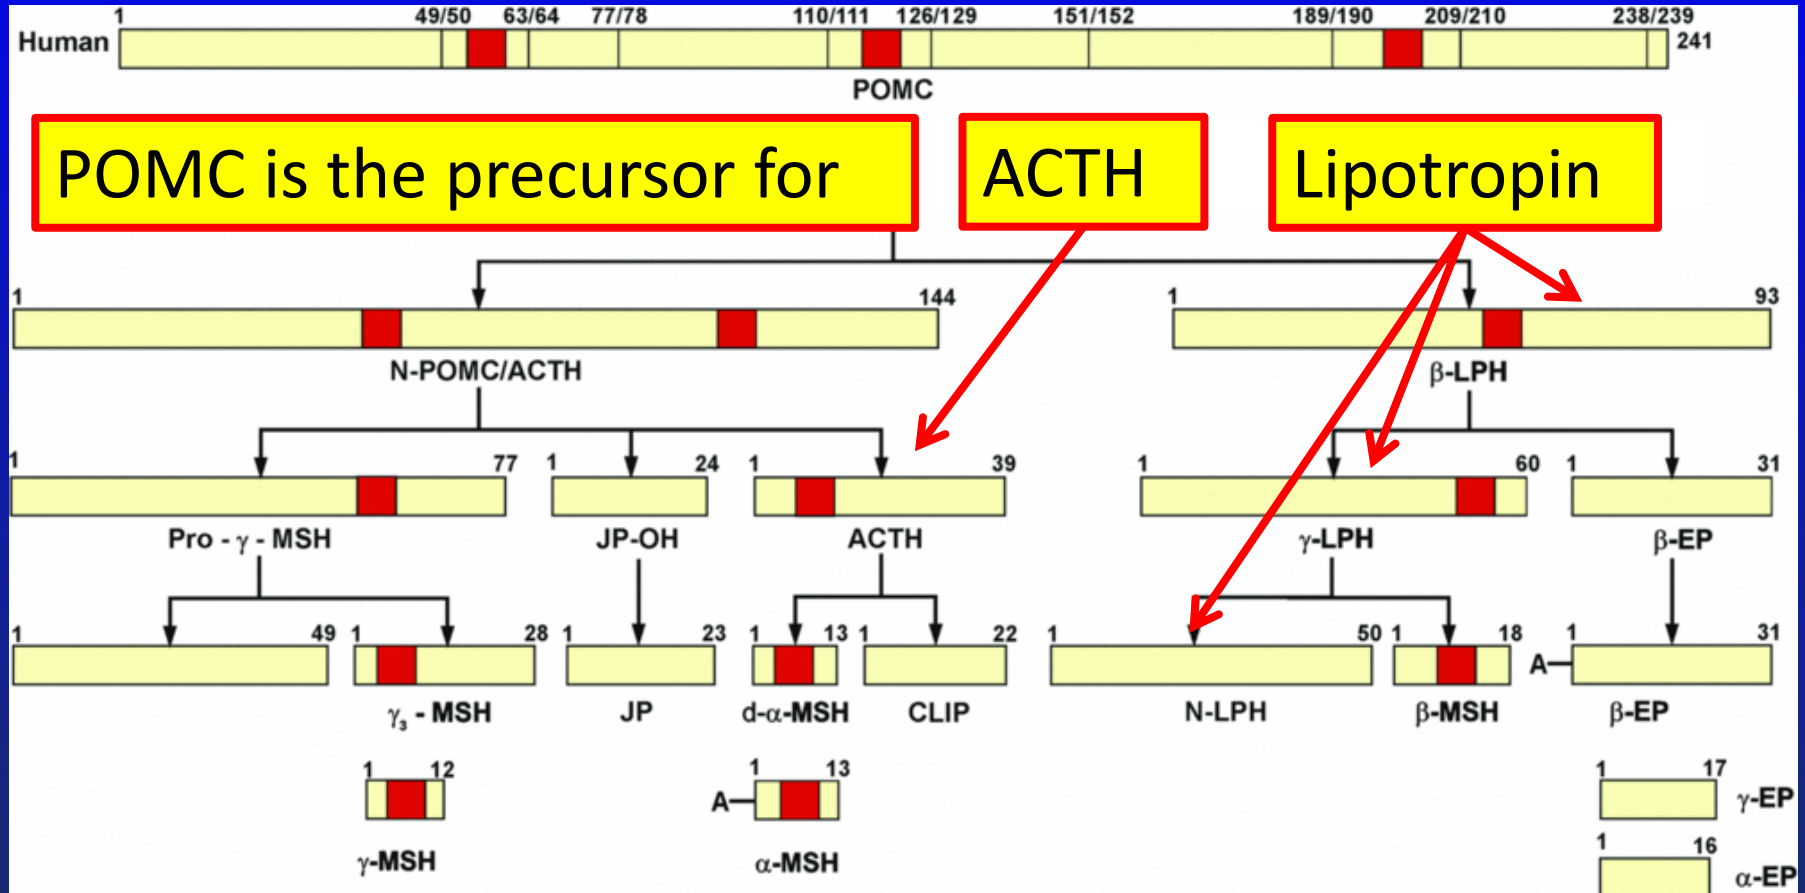 1 49/50 63/64 77/78 110/111 126/129 151/152 189/190 209/210 238/239
Human 241
POMC
POMC is the precursor for ACTH Lipotropin
1 144 1 93
N-POMC/ACTH β-LPH
1 77 1 24 1 39 1 60 1 31
Pro - γ - MSH JP-OH ACTH γ-LPH β-EP
1 49 1 28 1 23 1 13 1 22 1 50 1 18 1 31
A
γ₃ - MSH JP d-α-MSH CLIP N-LPH β-MSH β-EP
1 12 1 13 1 17
A γ-EP
1 16
γ-MSH α-MSH α-EP